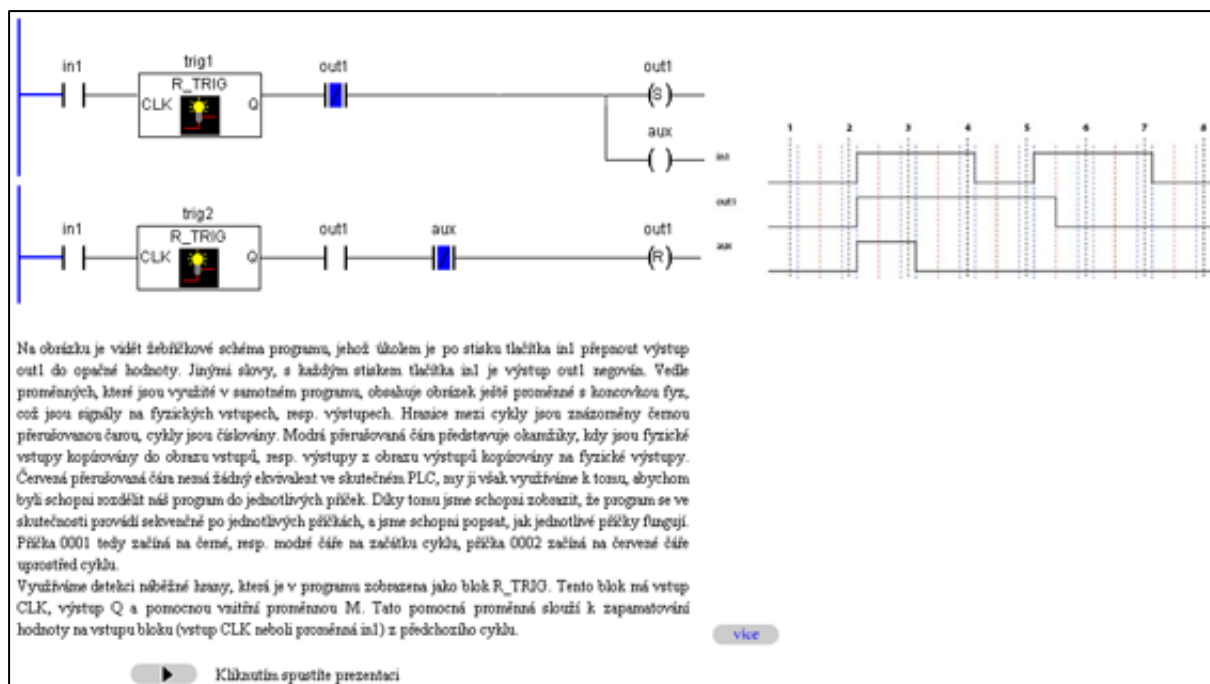 in1
trig1
R_TRIG
CLK
Q
out1
out1
S
aux
in1
trig2
R_TRIG
CLK
Q
out1
aux
out1
R
1 2 3 4 5 6 7 8
in1
out1
aux
Na obrázku je vidět žebříčkové schéma programu, jehož úkolem je po stisku tlačítka in1 přepnout výstup
out1 do opačné hodnoty. Jinými slovy, s každým stiskem tlačítka in1 je výstup out1 negován. Vedle
proměnných, které jsou využité v samotném programu, obsahuje obrázek ještě proměnné s koncovkou fyz,
což jsou signály na fyzických vstupech, resp. výstupech. Hranice mezi cykly jsou znázorněny černou
přerušovanou čarou, cykly jsou číslovány. Modrá přerušovaná čára představuje okamžiky, kdy jsou fyzické
vstupy kopírovány do obrazu vstupů, resp. výstupy z obrazu výstupů kopírovány na fyzické výstupy.
Červená přerušovaná čára nemá žádný ekvivalent ve skutečném PLC, my ji však využíváme k tomu, abychom
byli schopni rozdělit náš program do jednotlivých příček. Díky tomu jsme schopni zobrazit, že program se ve
skutečnosti provádí sekvenčně po jednotlivých příčkách, a jsme schopni popsat, jak jednotlivé příčky fungují.
Příčka 0001 tedy začíná na černé, resp. modré čáře na začátku cyklu, příčka 0002 začíná na červené čáře
uprostřed cyklu.
Využíváme detekci náběžné hrany, která je v programu zobrazena jako blok R_TRIG. Tento blok má vstup
CLK, výstup Q a pomocnou vnitřní proměnnou M. Tato pomocná proměnná slouží k zapamatování
hodnoty na vstupu bloku (vstup CLK neboli proměnná in1) z předchozího cyklu.
více
Kliknutím spustíte prezentaci